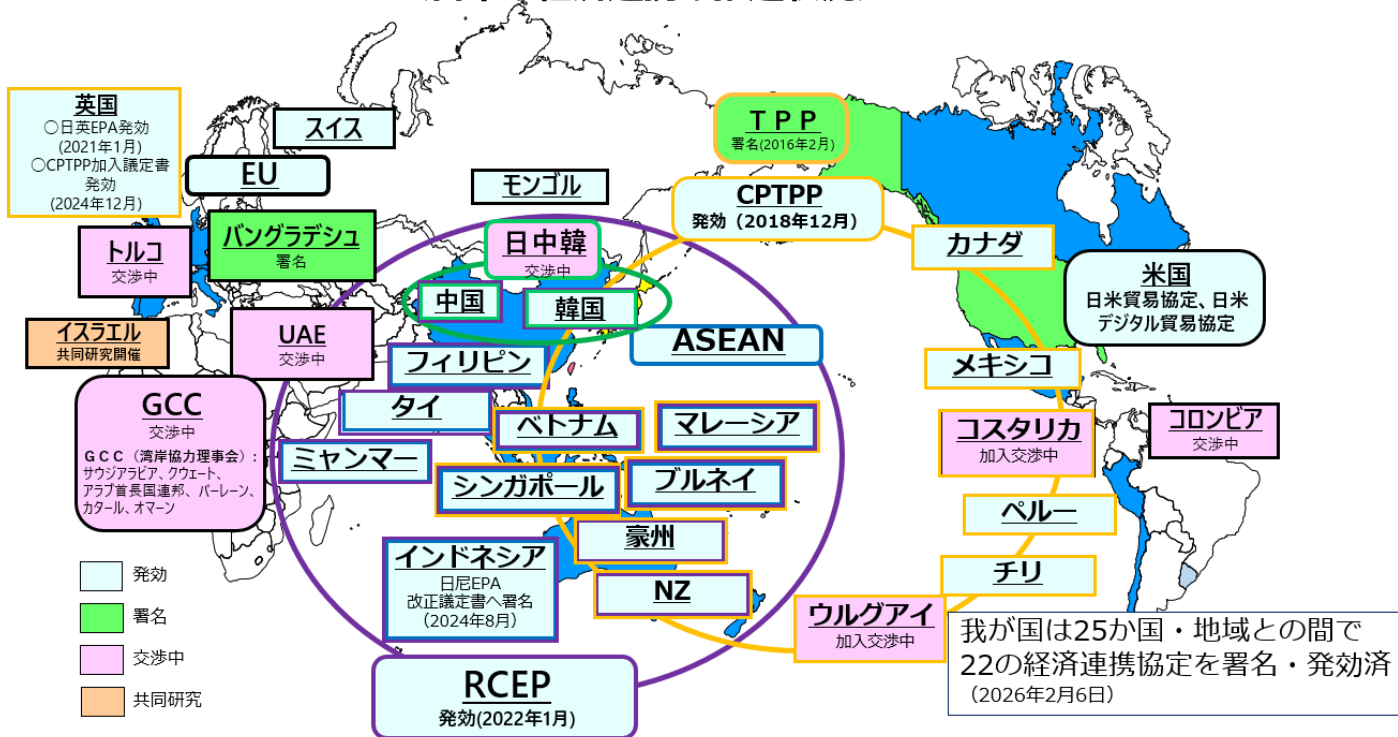 英国
○日英EPA発効
(2021年1月)
○CPTPP加入議定書
発効
(2024年12月)
スイス
EU
モンゴル
ＴＰＰ
署名(2016年2月)
CPTPP
発効（2018年12月）
トルコ
交渉中
バングラデシュ
署名
日中韓
交渉中
中国
韓国
カナダ
米国
日米貿易協定、日米
デジタル貿易協定
イスラエル
共同研究開催
UAE
交渉中
ASEAN
フィリピン
メキシコ
GCC
交渉中
ＧＣＣ（湾岸協力理事会）:
サウジアラビア、クウェート、
アラブ首長国連邦、バーレーン、
カタール、オマーン
タイ
ベトナム
マレーシア
コスタリカ
加入交渉中
コロンビア
交渉中
ミャンマー
シンガポール
ブルネイ
ペルー
豪州
インドネシア
日尼EPA
改正議定書へ署名
（2024年8月）
NZ
チリ
ウルグアイ
加入交渉中
発効
署名
交渉中
共同研究
RCEP
発効(2022年1月)
我が国は25か国・地域との間で
22の経済連携協定を署名・発効済
（2026年2月6日）